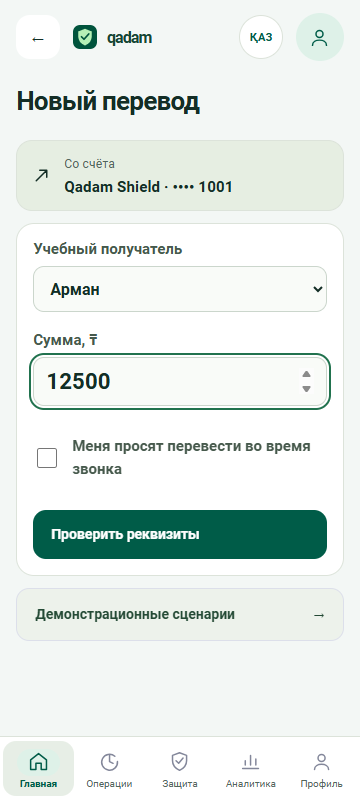 ←
qadam
ҚАЗ
Новый перевод
Со счёта
Qadam Shield · •••• 1001
Учебный получатель
Арман
Сумма, ₸
12500
Меня просят перевести во время
звонка
Проверить реквизиты
Демонстрационные сценарии →
Главная Операции Защита Аналитика Профиль